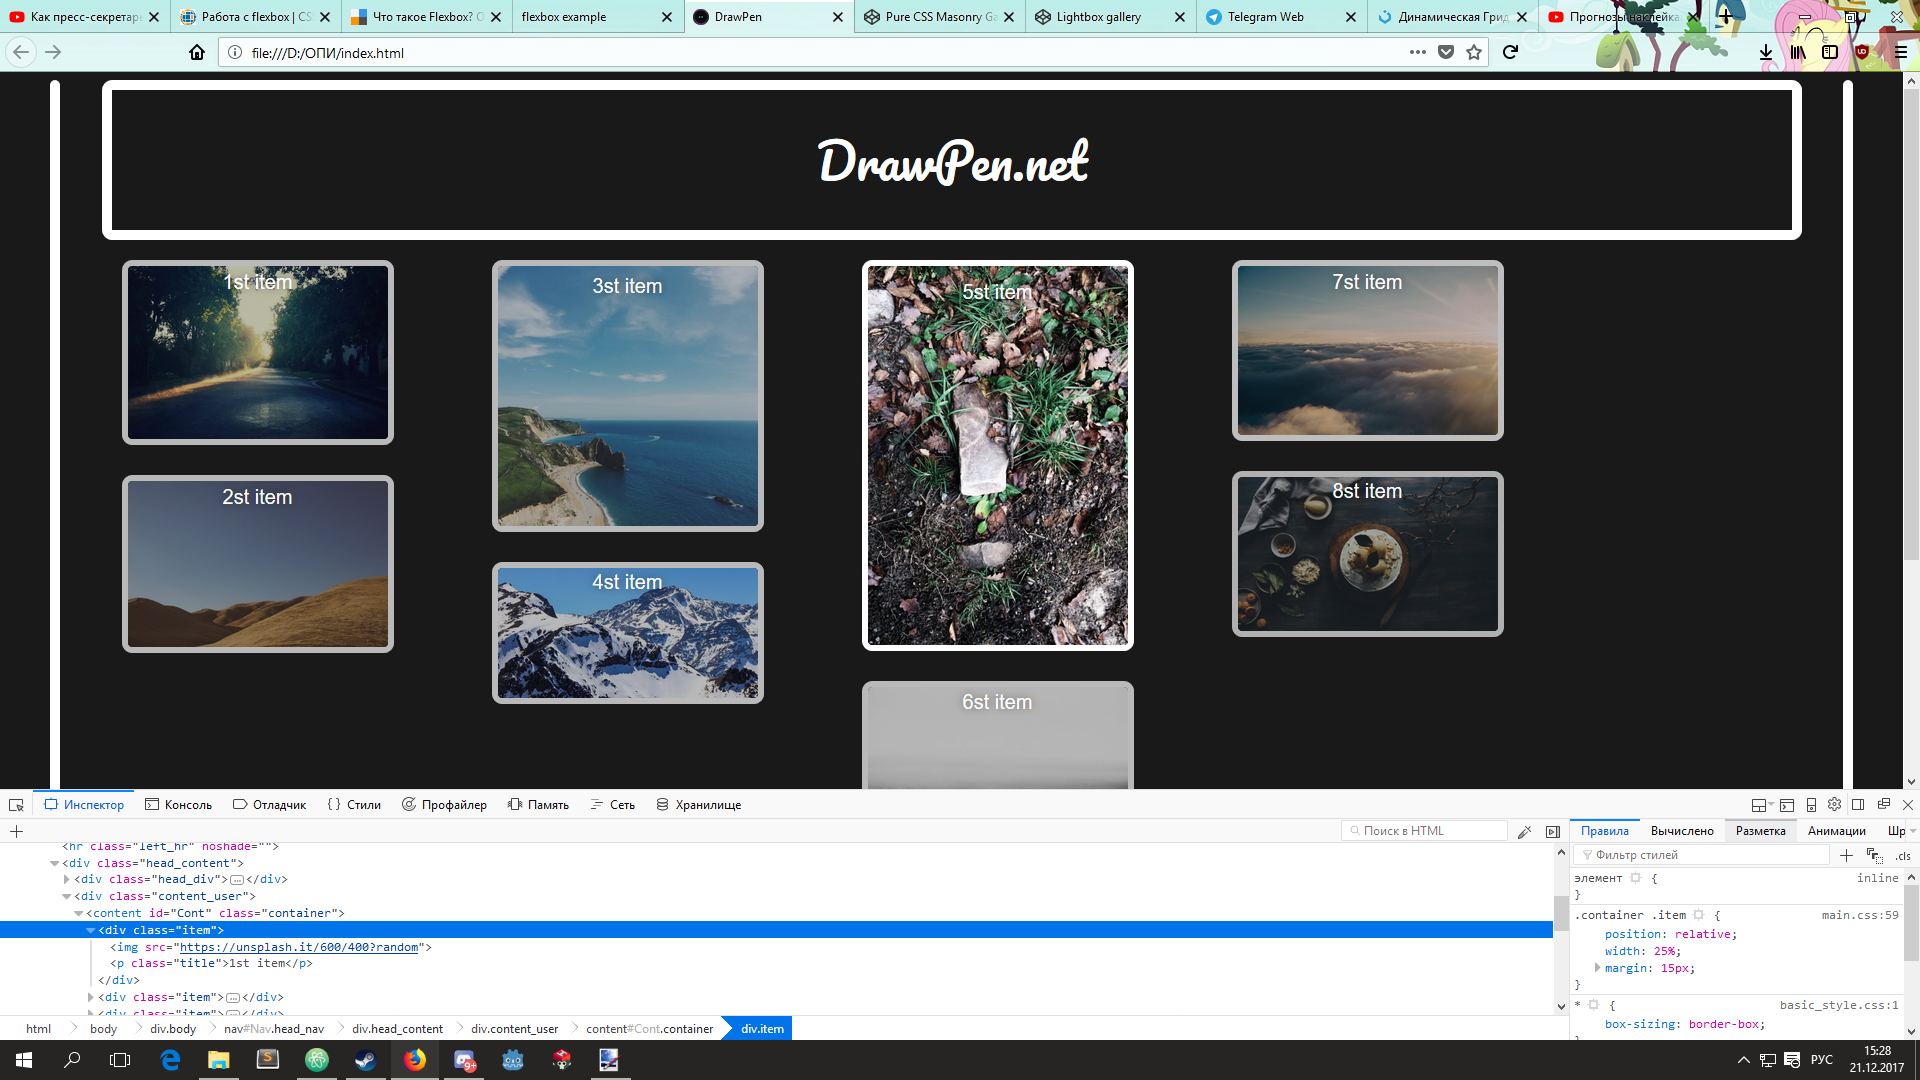 Как пресс-секретарь
Работа с flexbox | CS
Что такое Flexbox? О
flexbox example
DrawPen
Pure CSS Masonry Ga
Lightbox gallery
Telegram Web
Динамическая Грид
Прогнозы наклейка
file:///D:/ОПИ/index.html
DrawPen.net
1st item
3st item
5st item
7st item
2st item
4st item
8st item
6st item
Инспектор
Консоль
Отладчик
{ } Стили
Профайлер
Память
Сеть
Хранилище
Поиск в HTML
<hr class="left_hr" noshade="">
<div class="head_content">
<div class="head_div"></div>
<div class="content_user">
<content id="Cont" class="container">
<div class="item">
<img src="https://unsplash.it/600/400?random">
<p class="title">1st item</p>
</div>
<div class="item"></div>
<div class="item"></div>
html
body
div.body
nav#Nav.head_nav
div.head_content
div.content_user
content#Cont.container
div.item
Правила
Вычислено
Разметка
Анимации
Шр
Фильтр стилей
.cls
элемент {
inline
}
.container .item {
main.css:59
position: relative;
width: 25%;
margin: 15px;
}
* {
basic_style.css:1
box-sizing: border-box;
}
9+
РУС
15:28
21.12.2017